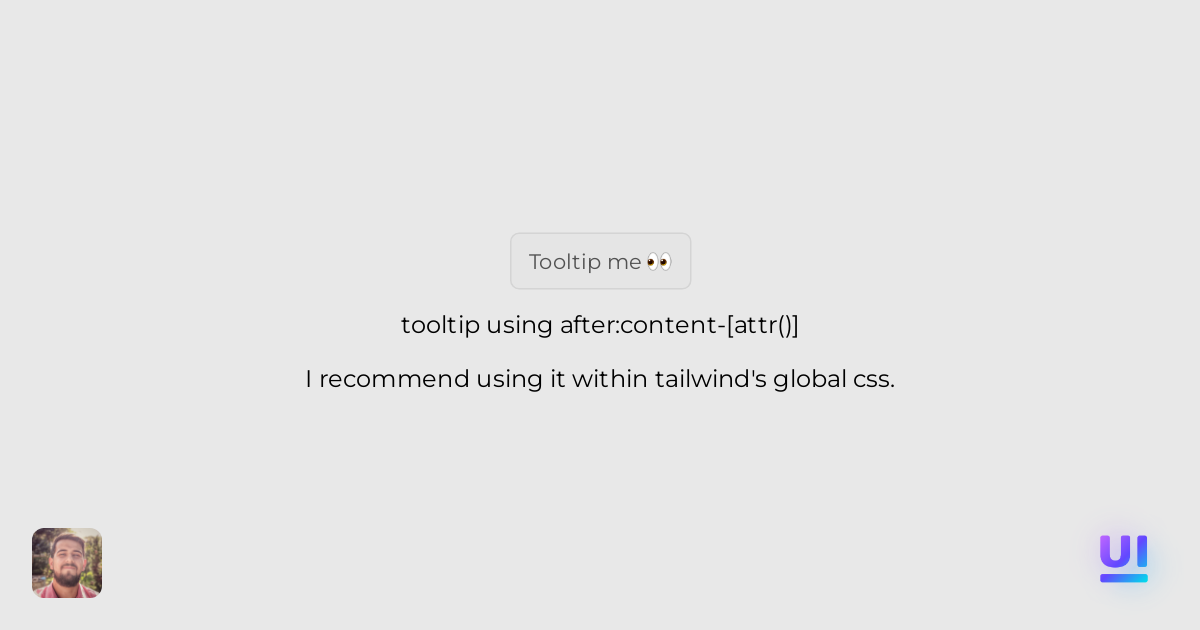 Tooltip me 👀
tooltip using after:content-[attr()]
I recommend using it within tailwind's global css.
UI